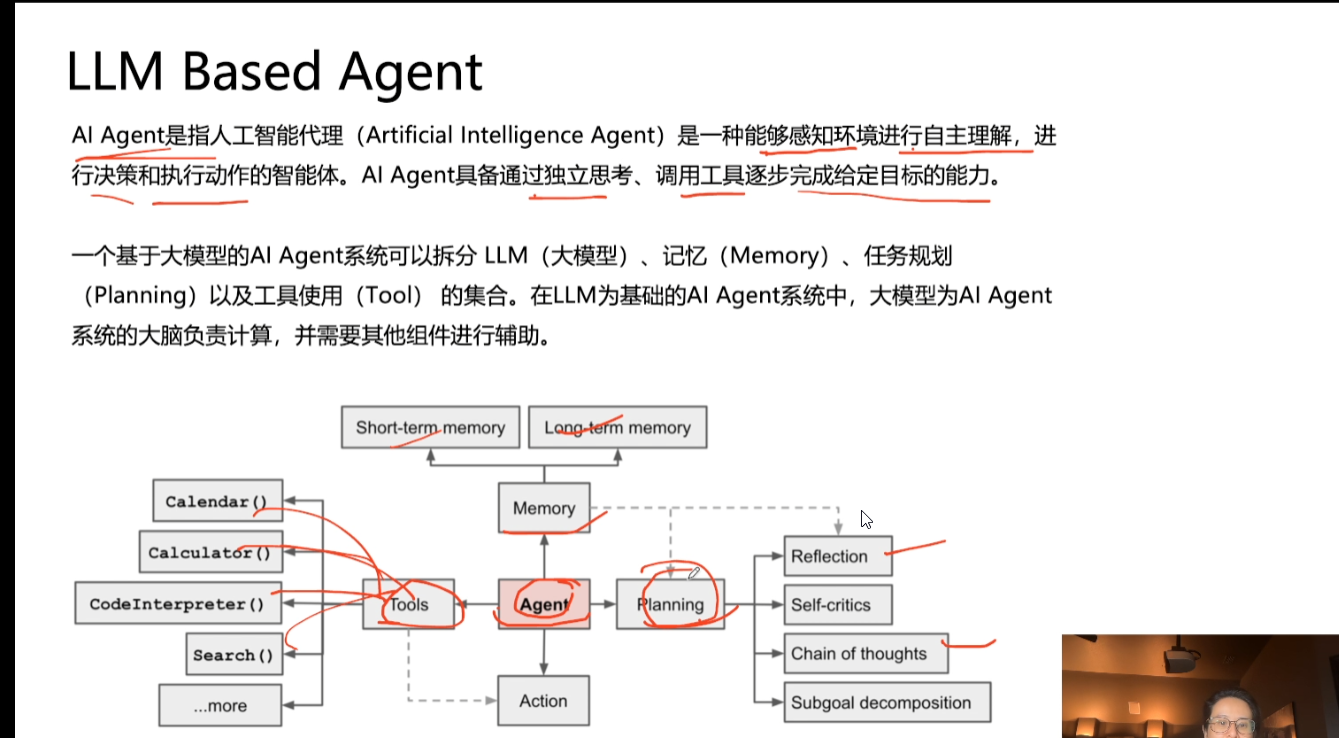 LLM Based Agent
AI Agent是指人工智能代理（Artificial Intelligence Agent）是一种能够感知环境进行自主理解，进
行决策和执行动作的智能体。AI Agent具备通过独立思考、调用工具逐步完成给定目标的能力。
一个基于大模型的AI Agent系统可以拆分 LLM（大模型）、记忆（Memory）、任务规划
（Planning）以及工具使用（Tool） 的集合。在LLM为基础的AI Agent系统中，大模型为AI Agent
系统的大脑负责计算，并需要其他组件进行辅助。
Short-term memory
Long-term memory
Calendar()
Memory
Calculator()
Reflection
CodeInterpreter()
Tools
Agent
Planning
Self-critics
Search()
Chain of thoughts
...more
Action
Subgoal decomposition